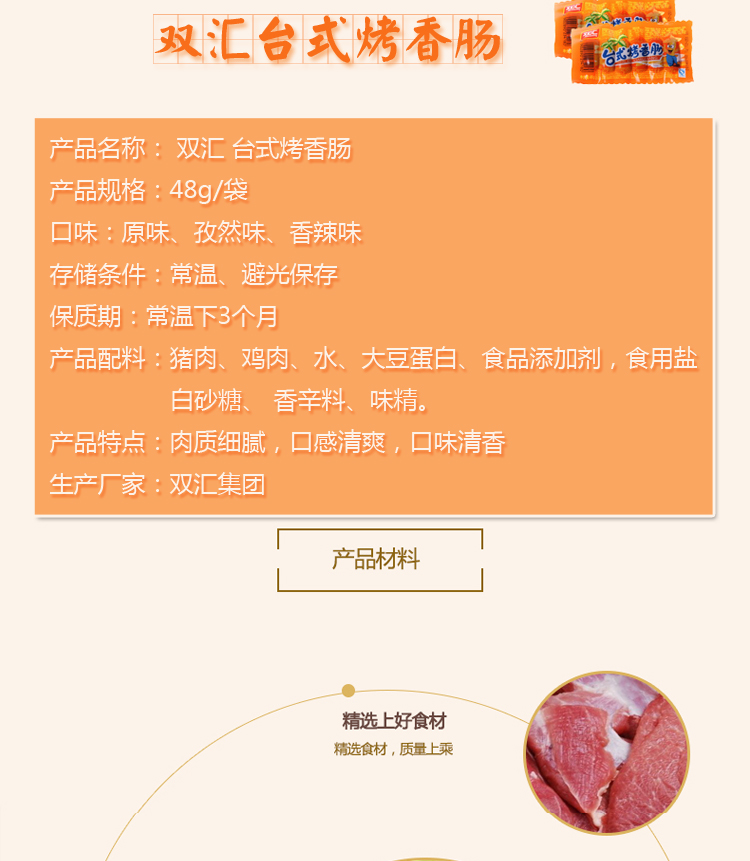 双汇台式烤香肠
台式烤香肠
产品名称： 双汇 台式烤香肠
产品规格：48g/袋
口味：原味、孜然味、香辣味
存储条件：常温、避光保存
保质期：常温下3个月
产品配料：猪肉、鸡肉、水、大豆蛋白、食品添加剂，食用盐
白砂糖、 香辛料、味精。
产品特点：肉质细腻，口感清爽，口味清香
生产厂家：双汇集团
产品材料
精选上好食材
精选食材，质量上乘